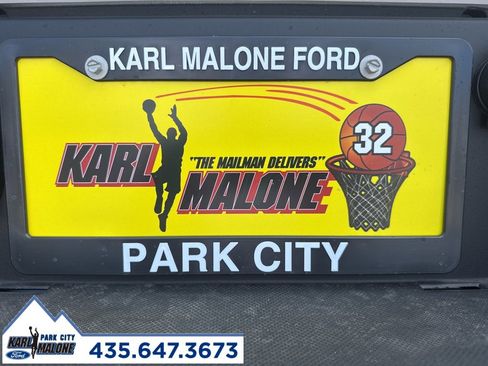 KARL MALONE FORD
32
"THE MAILMAN DELIVERS"
KARL
MALONE
PARK CITY
PARK CITY
KARL
MALONE
Ford
435.647.3673